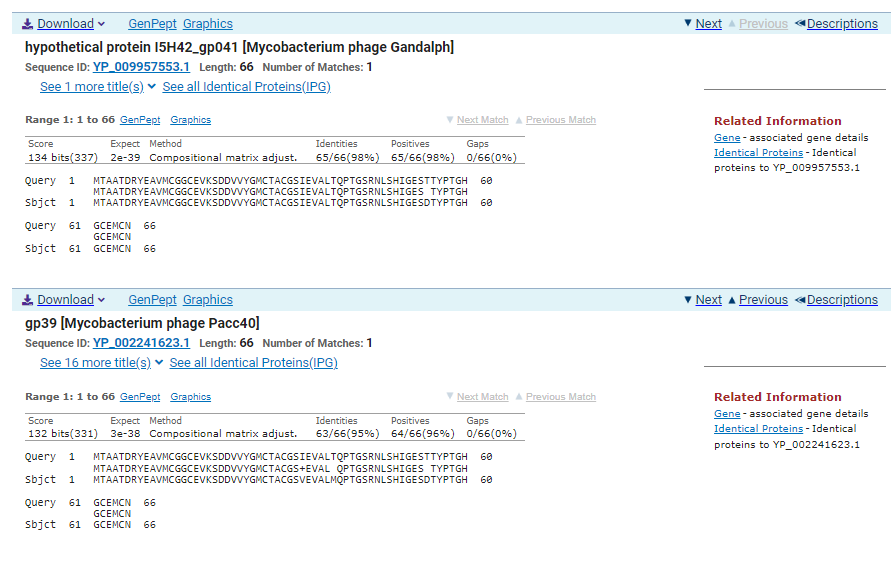 Download GenPept Graphics Next Previous Descriptions
hypothetical protein I5H42_gp041 [Mycobacterium phage Gandalph]
Sequence ID: YP_009957553.1 Length: 66 Number of Matches: 1
See 1 more title(s) See all Identical Proteins(IPG)
Range 1: 1 to 66 GenPept Graphics Next Match Previous Match
Score Expect Method Identities Positives Gaps
134 bits(337) 2e-39 Compositional matrix adjust. 65/66(98%) 65/66(98%) 0/66(0%)
Query 1 MTAATDRYEAVMCGGCEVKSDDVVYGMCTACGSIEVALTQPTGSRNLSHIGESTTYPTGH 60
MTAATDRYEAVMCGGCEVKSDDVVYGMCTACGSIEVALTQPTGSRNLSHIGES TYPTGH
Sbjct 1 MTAATDRYEAVMCGGCEVKSDDVVYGMCTACGSIEVALTQPTGSRNLSHIGESDTYPTGH 60
Query 61 GCEMCN 66
GCEMCN
Sbjct 61 GCEMCN 66
Related Information
Gene - associated gene details
Identical Proteins - Identical
proteins to YP_009957553.1
Download GenPept Graphics Next Previous Descriptions
gp39 [Mycobacterium phage Pacc40]
Sequence ID: YP_002241623.1 Length: 66 Number of Matches: 1
See 16 more title(s) See all Identical Proteins(IPG)
Range 1: 1 to 66 GenPept Graphics Next Match Previous Match
Score Expect Method Identities Positives Gaps
132 bits(331) 3e-38 Compositional matrix adjust. 63/66(95%) 64/66(96%) 0/66(0%)
Query 1 MTAATDRYEAVMCGGCEVKSDDVVYGMCTACGSIEVALTQPTGSRNLSHIGESTTYPTGH 60
MTAATDRYEAVMCGGCEVKSDDVVYGMCTACGS+EVAL QPTGSRNLSHIGES TYPTGH
Sbjct 1 MTAATDRYEAVMCGGCEVKSDDVVYGMCTACGSVEVALMQPTGSRNLSHIGESDTYPTGH 60
Query 61 GCEMCN 66
GCEMCN
Sbjct 61 GCEMCN 66
Related Information
Gene - associated gene details
Identical Proteins - Identical
proteins to YP_002241623.1